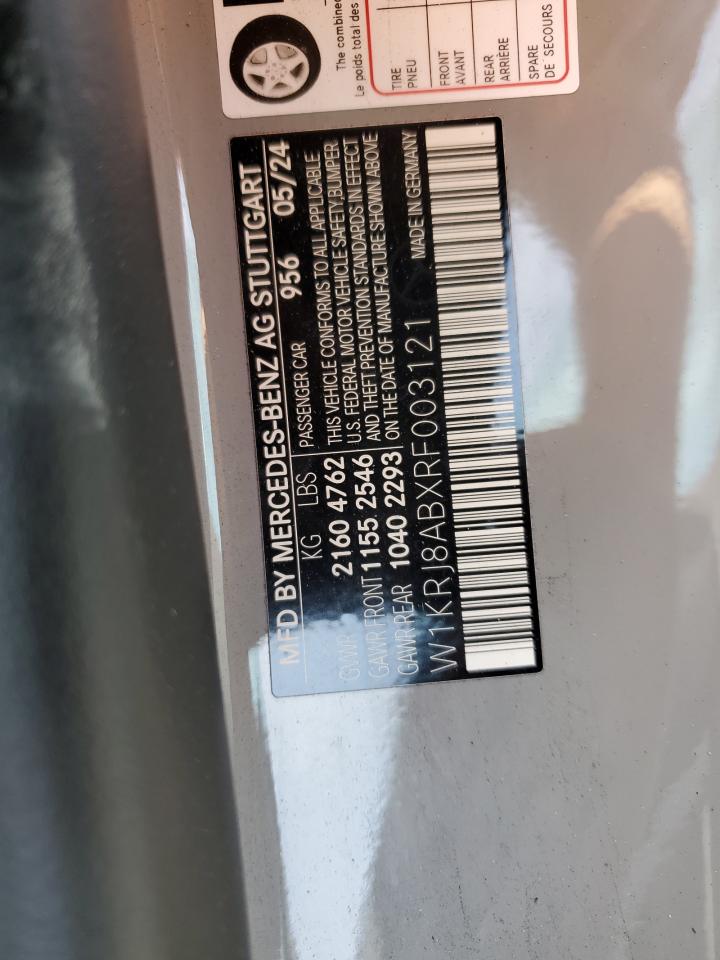 The combined
Le poids total des
TIRE
PNEU
FRONT
AVANT
REAR
ARRIÈRE
SPARE
DE SECOURS
MFD BY MERCEDES-BENZ AG STUTTGART
KG LBS
PASSENGER CAR 956 05/24
GVWR 2160 4762
GAWR FRONT 1155 2546
GAWR REAR 1040 2293
THIS VEHICLE CONFORMS TO ALL APPLICABLE
U.S. FEDERAL MOTOR VEHICLE SAFETY, BUMPER,
AND THEFT PREVENTION STANDARDS IN EFFECT
ON THE DATE OF MANUFACTURE SHOWN ABOVE
W1KRJ8ABXRF003121 MADE IN GERMANY